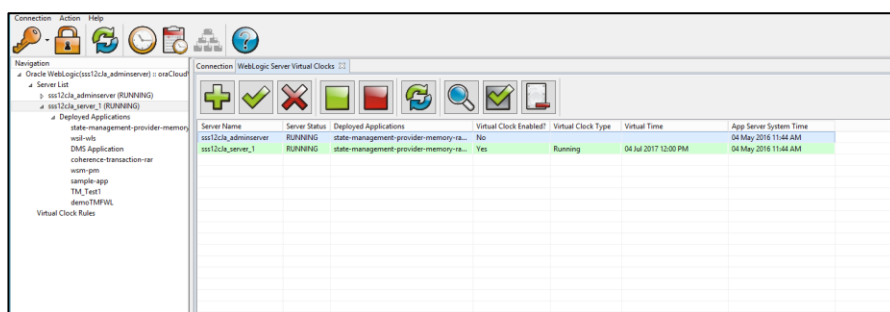 Connection Action Help
Navigation
Oracle WebLogic(sss12cla_adminserver) :: oraCloud
Server List
sss12cla_adminserver (RUNNING)
sss12cla_server_1 (RUNNING)
Deployed Applications
state-management-provider-memory
wsil-wls
DMS Application
coherence-transaction-rar
wsm-pm
sample-app
TM_Test1
demoTMFWL
Virtual Clock Rules
Connection WebLogic Server Virtual Clocks
Server Name Server Status Deployed Applications Virtual Clock Enabled? Virtual Clock Type Virtual Time App Server System Time
sss12cla_adminserver RUNNING state-management-provider-memory-ra... No 04 May 2016 11:44 AM
sss12cla_server_1 RUNNING state-management-provider-memory-ra... Yes Running 04 Jul 2017 12:00 PM 04 May 2016 11:44 AM